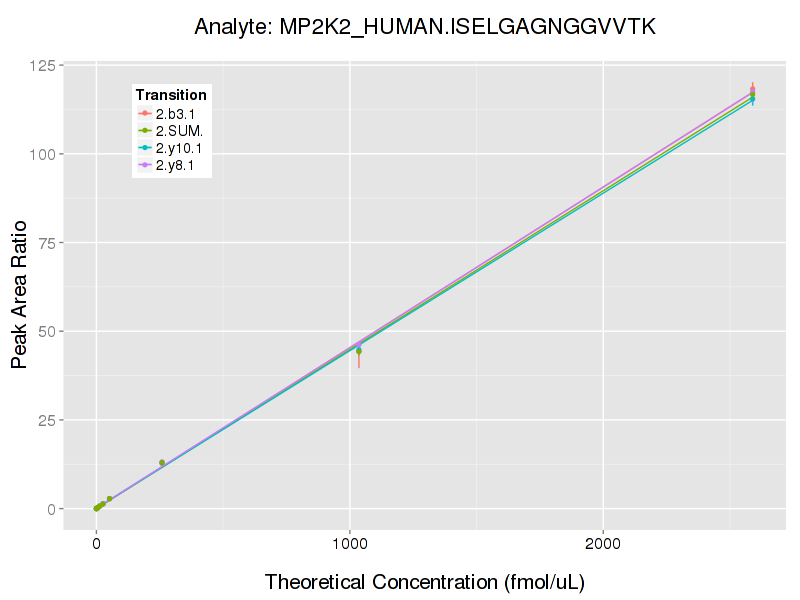 Analyte: MP2K2_HUMAN.ISELGAGNGGVVTK
125
100
75
50
25
0
Peak Area Ratio
Transition
2.b3.1
2.SUM.
2.y10.1
2.y8.1
0
1000
2000
Theoretical Concentration (fmol/uL)